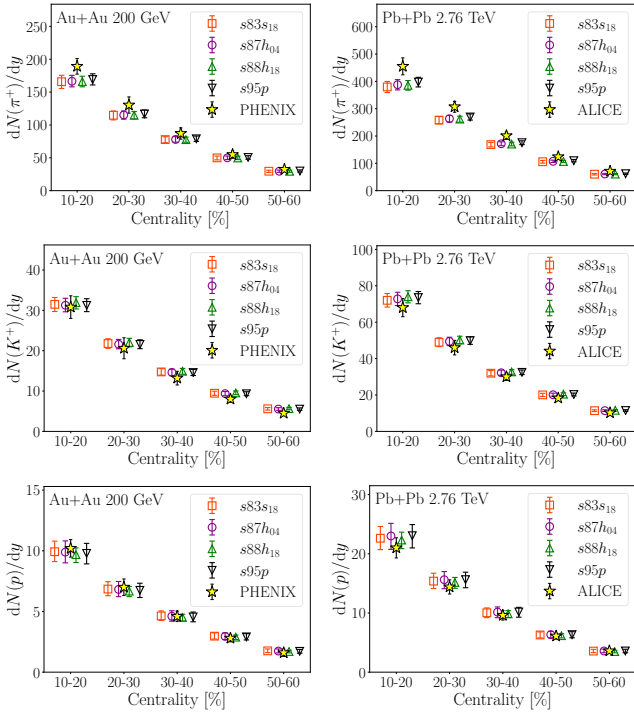 Au+Au 200 GeV
s83s₁₈
s87h₀₄
s88h₁₈
s95p
PHENIX
dN(π⁺)/dy
0
50
100
150
200
250
10-20 20-30 30-40 40-50 50-60
Centrality [%]
Pb+Pb 2.76 TeV
s83s₁₈
s87h₀₄
s88h₁₈
s95p
ALICE
dN(π⁺)/dy
0
100
200
300
400
500
600
10-20 20-30 30-40 40-50 50-60
Centrality [%]
Au+Au 200 GeV
s83s₁₈
s87h₀₄
s88h₁₈
s95p
PHENIX
dN(K⁺)/dy
0
10
20
30
40
10-20 20-30 30-40 40-50 50-60
Centrality [%]
Pb+Pb 2.76 TeV
s83s₁₈
s87h₀₄
s88h₁₈
s95p
ALICE
dN(K⁺)/dy
0
20
40
60
80
100
10-20 20-30 30-40 40-50 50-60
Centrality [%]
Au+Au 200 GeV
s83s₁₈
s87h₀₄
s88h₁₈
s95p
PHENIX
dN(p)/dy
0
5
10
15
10-20 20-30 30-40 40-50 50-60
Centrality [%]
Pb+Pb 2.76 TeV
s83s₁₈
s87h₀₄
s88h₁₈
s95p
ALICE
dN(p)/dy
0
10
20
30
10-20 20-30 30-40 40-50 50-60
Centrality [%]